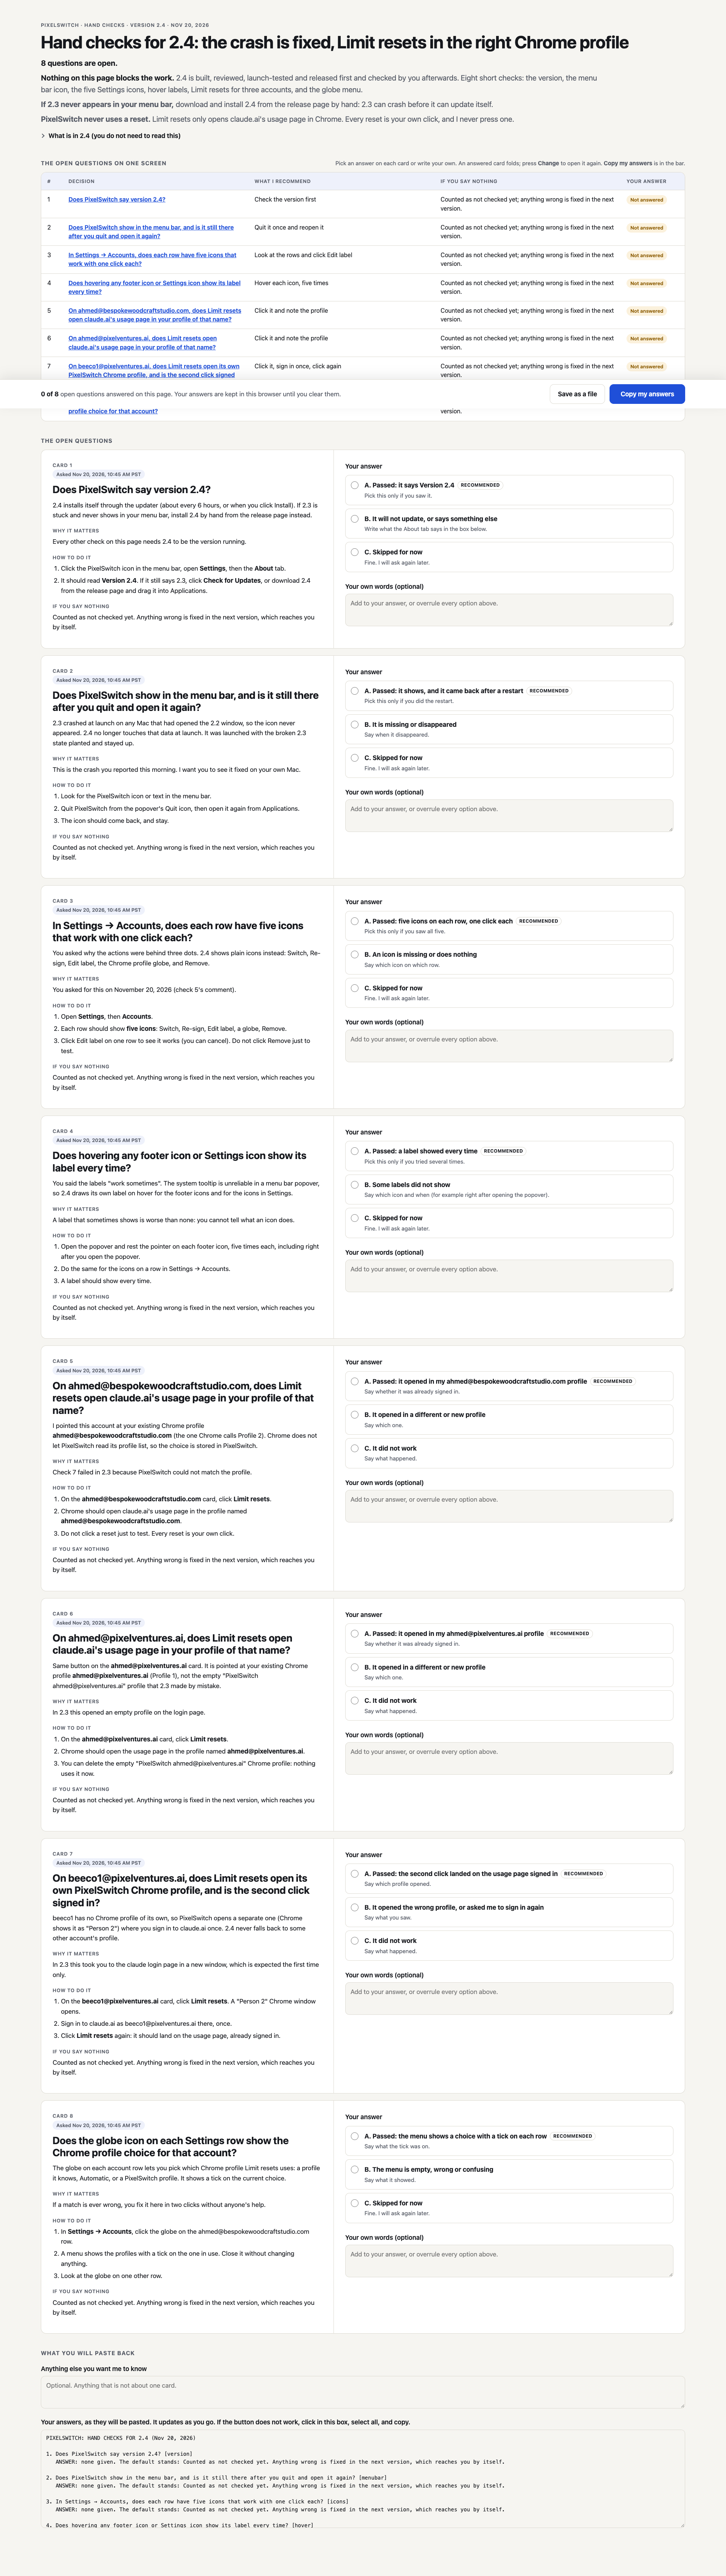 PIXELSWITCH · HAND CHECKS · VERSION 2.4 · NOV 20, 2026
Hand checks for 2.4: the crash is fixed, Limit resets in the right Chrome profile
8 questions are open.
Nothing on this page blocks the work. 2.4 is built, reviewed, launch-tested and released first and checked by you afterwards. Eight short checks: the version, the menu
bar icon, the five Settings icons, hover labels, Limit resets for three accounts, and the globe menu.
If 2.3 never appears in your menu bar, download and install 2.4 from the release page by hand: 2.3 can crash before it can update itself.
PixelSwitch never uses a reset. Limit resets only opens claude.ai's usage page in Chrome. Every reset is your own click, and I never press one.
What is in 2.4 (you do not need to read this)
THE OPEN QUESTIONS ON ONE SCREEN
Pick an answer on each card or write your own. An answered card folds; press Change to open it again. Copy my answers is in the bar.
# DECISION WHAT I RECOMMEND IF YOU SAY NOTHING YOUR ANSWER
1 Does PixelSwitch say version 2.4? Check the version first Counted as not checked yet; anything wrong is fixed in the next Not answered
version.
2 Does PixelSwitch show in the menu bar, and is it still there Quit it once and reopen it Counted as not checked yet; anything wrong is fixed in the next Not answered
after you quit and open it again? version.
3 In Settings → Accounts, does each row have five icons that Look at the rows and click Edit label Counted as not checked yet; anything wrong is fixed in the next Not answered
work with one click each? version.
4 Does hovering any footer icon or Settings icon show its label Hover each icon, five times Counted as not checked yet; anything wrong is fixed in the next Not answered
every time? version.
5 On ahmed@bespokewoodcraftstudio.com, does Limit resets Click it and note the profile Counted as not checked yet; anything wrong is fixed in the next Not answered
open claude.ai's usage page in your profile of that name? version.
6 On ahmed@pixelventures.ai, does Limit resets open Click it and note the profile Counted as not checked yet; anything wrong is fixed in the next Not answered
claude.ai's usage page in your profile of that name? version.
7 On beeco1@pixelventures.ai, does Limit resets open its own Click it, sign in once, click again Counted as not checked yet; anything wrong is fixed in the next Not answered
PixelSwitch Chrome profile, and is the second click signed
0 of 8 open questions answered on this page. Your answers are kept in this browser until you clear them.
Save as a file
Copy my answers
profile choice for that account? version.
THE OPEN QUESTIONS
CARD 1
Asked Nov 20, 2026, 10:45 AM PST
Does PixelSwitch say version 2.4?
2.4 installs itself through the updater (about every 6 hours, or when you click Install). If 2.3 is
stuck and never shows in your menu bar, install 2.4 by hand from the release page instead.
WHY IT MATTERS
Every other check on this page needs 2.4 to be the version running.
HOW TO DO IT
1. Click the PixelSwitch icon in the menu bar, open Settings, then the About tab.
2. It should read Version 2.4. If it still says 2.3, click Check for Updates, or download 2.4
from the release page and drag it into Applications.
IF YOU SAY NOTHING
Counted as not checked yet. Anything wrong is fixed in the next version, which reaches you
by itself.
Your answer
A. Passed: it says Version 2.4 RECOMMENDED
Pick this only if you saw it.
B. It will not update, or says something else
Write what the About tab says in the box below.
C. Skipped for now
Fine. I will ask again later.
Your own words (optional)
Add to your answer, or overrule every option above.
CARD 2
Asked Nov 20, 2026, 10:45 AM PST
Does PixelSwitch show in the menu bar, and is it still there
after you quit and open it again?
2.3 crashed at launch on any Mac that had opened the 2.2 window, so the icon never
appeared. 2.4 no longer touches that data at launch. It was launched with the broken 2.3
state planted and stayed up.
WHY IT MATTERS
This is the crash you reported this morning. I want you to see it fixed on your own Mac.
HOW TO DO IT
1. Look for the PixelSwitch icon or text in the menu bar.
2. Quit PixelSwitch from the popover's Quit icon, then open it again from Applications.
3. The icon should come back, and stay.
IF YOU SAY NOTHING
Counted as not checked yet. Anything wrong is fixed in the next version, which reaches you
by itself.
Your answer
A. Passed: it shows, and it came back after a restart RECOMMENDED
Pick this only if you did the restart.
B. It is missing or disappeared
Say when it disappeared.
C. Skipped for now
Fine. I will ask again later.
Your own words (optional)
Add to your answer, or overrule every option above.
CARD 3
Asked Nov 20, 2026, 10:45 AM PST
In Settings → Accounts, does each row have five icons
that work with one click each?
You asked why the actions were behind three dots. 2.4 shows plain icons instead: Switch, Re-
sign, Edit label, the Chrome profile globe, and Remove.
WHY IT MATTERS
You asked for this on November 20, 2026 (check 5's comment).
HOW TO DO IT
1. Open Settings, then Accounts.
2. Each row should show five icons: Switch, Re-sign, Edit label, a globe, Remove.
3. Click Edit label on one row to see it works (you can cancel). Do not click Remove just to
test.
IF YOU SAY NOTHING
Counted as not checked yet. Anything wrong is fixed in the next version, which reaches you
by itself.
Your answer
A. Passed: five icons on each row, one click each RECOMMENDED
Pick this only if you saw all five.
B. An icon is missing or does nothing
Say which icon on which row.
C. Skipped for now
Fine. I will ask again later.
Your own words (optional)
Add to your answer, or overrule every option above.
CARD 4
Asked Nov 20, 2026, 10:45 AM PST
Does hovering any footer icon or Settings icon show its
label every time?
You said the labels "work sometimes". The system tooltip is unreliable in a menu bar popover,
so 2.4 draws its own label on hover for the footer icons and for the icons in Settings.
WHY IT MATTERS
A label that sometimes shows is worse than none: you cannot tell what an icon does.
HOW TO DO IT
1. Open the popover and rest the pointer on each footer icon, five times each, including right
after you open the popover.
2. Do the same for the icons on a row in Settings → Accounts.
3. A label should show every time.
IF YOU SAY NOTHING
Counted as not checked yet. Anything wrong is fixed in the next version, which reaches you
by itself.
Your answer
A. Passed: a label showed every time RECOMMENDED
Pick this only if you tried several times.
B. Some labels did not show
Say which icon and when (for example right after opening the popover).
C. Skipped for now
Fine. I will ask again later.
Your own words (optional)
Add to your answer, or overrule every option above.
CARD 5
Asked Nov 20, 2026, 10:45 AM PST
On ahmed@bespokewoodcraftstudio.com, does Limit
resets open claude.ai's usage page in your profile of that
name?
I pointed this account at your existing Chrome profile
ahmed@bespokewoodcraftstudio.com (the one Chrome calls Profile 2). Chrome does not
let PixelSwitch read its profile list, so the choice is stored in PixelSwitch.
WHY IT MATTERS
Check 7 failed in 2.3 because PixelSwitch could not match the profile.
HOW TO DO IT
1. On the ahmed@bespokewoodcraftstudio.com card, click Limit resets.
2. Chrome should open claude.ai's usage page in the profile named
ahmed@bespokewoodcraftstudio.com.
3. Do not click a reset just to test. Every reset is your own click.
IF YOU SAY NOTHING
Counted as not checked yet. Anything wrong is fixed in the next version, which reaches you
by itself.
Your answer
A. Passed: it opened in my ahmed@bespokewoodcraftstudio.com profile RECOMMENDED
Say whether it was already signed in.
B. It opened in a different or new profile
Say which one.
C. It did not work
Say what happened.
Your own words (optional)
Add to your answer, or overrule every option above.
CARD 6
Asked Nov 20, 2026, 10:45 AM PST
On ahmed@pixelventures.ai, does Limit resets open
claude.ai's usage page in your profile of that name?
Same button on the ahmed@pixelventures.ai card. It is pointed at your existing Chrome
profile ahmed@pixelventures.ai (Profile 1), not the empty "PixelSwitch
ahmed@pixelventures.ai" profile that 2.3 made by mistake.
WHY IT MATTERS
In 2.3 this opened an empty profile on the login page.
HOW TO DO IT
1. On the ahmed@pixelventures.ai card, click Limit resets.
2. Chrome should open the usage page in the profile named ahmed@pixelventures.ai.
3. You can delete the empty "PixelSwitch ahmed@pixelventures.ai" Chrome profile: nothing
uses it now.
IF YOU SAY NOTHING
Counted as not checked yet. Anything wrong is fixed in the next version, which reaches you
by itself.
Your answer
A. Passed: it opened in my ahmed@pixelventures.ai profile RECOMMENDED
Say whether it was already signed in.
B. It opened in a different or new profile
Say which one.
C. It did not work
Say what happened.
Your own words (optional)
Add to your answer, or overrule every option above.
CARD 7
Asked Nov 20, 2026, 10:45 AM PST
On beeco1@pixelventures.ai, does Limit resets open its
own PixelSwitch Chrome profile, and is the second click
signed in?
beeco1 has no Chrome profile of its own, so PixelSwitch opens a separate one (Chrome
shows it as "Person 2") where you sign in to claude.ai once. 2.4 never falls back to some
other account's profile.
WHY IT MATTERS
In 2.3 this took you to the claude login page in a new window, which is expected the first time
only.
HOW TO DO IT
1. On the beeco1@pixelventures.ai card, click Limit resets. A "Person 2" Chrome window
opens.
2. Sign in to claude.ai as beeco1@pixelventures.ai there, once.
3. Click Limit resets again: it should land on the usage page, already signed in.
IF YOU SAY NOTHING
Counted as not checked yet. Anything wrong is fixed in the next version, which reaches you
by itself.
Your answer
A. Passed: the second click landed on the usage page signed in RECOMMENDED
Say which profile opened.
B. It opened the wrong profile, or asked me to sign in again
Say what you saw.
C. It did not work
Say what happened.
Your own words (optional)
Add to your answer, or overrule every option above.
CARD 8
Asked Nov 20, 2026, 10:45 AM PST
Does the globe icon on each Settings row show the
Chrome profile choice for that account?
The globe on each account row lets you pick which Chrome profile Limit resets uses: a profile
it knows, Automatic, or a PixelSwitch profile. It shows a tick on the current choice.
WHY IT MATTERS
If a match is ever wrong, you fix it here in two clicks without anyone's help.
HOW TO DO IT
1. In Settings → Accounts, click the globe on the ahmed@bespokewoodcraftstudio.com
row.
2. A menu shows the profiles with a tick on the one in use. Close it without changing
anything.
3. Look at the globe on one other row.
IF YOU SAY NOTHING
Counted as not checked yet. Anything wrong is fixed in the next version, which reaches you
by itself.
Your answer
A. Passed: the menu shows a choice with a tick on each row RECOMMENDED
Say what the tick was on.
B. The menu is empty, wrong or confusing
Say what it showed.
C. Skipped for now
Fine. I will ask again later.
Your own words (optional)
Add to your answer, or overrule every option above.
WHAT YOU WILL PASTE BACK
Anything else you want me to know
Optional. Anything that is not about one card.
Your answers, as they will be pasted. It updates as you go. If the button does not work, click in this box, select all, and copy.
PIXELSWITCH: HAND CHECKS FOR 2.4 (Nov 20, 2026)
1. Does PixelSwitch say version 2.4? [version]
ANSWER: none given. The default stands: Counted as not checked yet. Anything wrong is fixed in the next version, which reaches you by itself.
2. Does PixelSwitch show in the menu bar, and is it still there after you quit and open it again? [menubar]
ANSWER: none given. The default stands: Counted as not checked yet. Anything wrong is fixed in the next version, which reaches you by itself.
3. In Settings → Accounts, does each row have five icons that work with one click each? [icons]
ANSWER: none given. The default stands: Counted as not checked yet. Anything wrong is fixed in the next version, which reaches you by itself.
4. Does hovering any footer icon or Settings icon show its label every time? [hover]